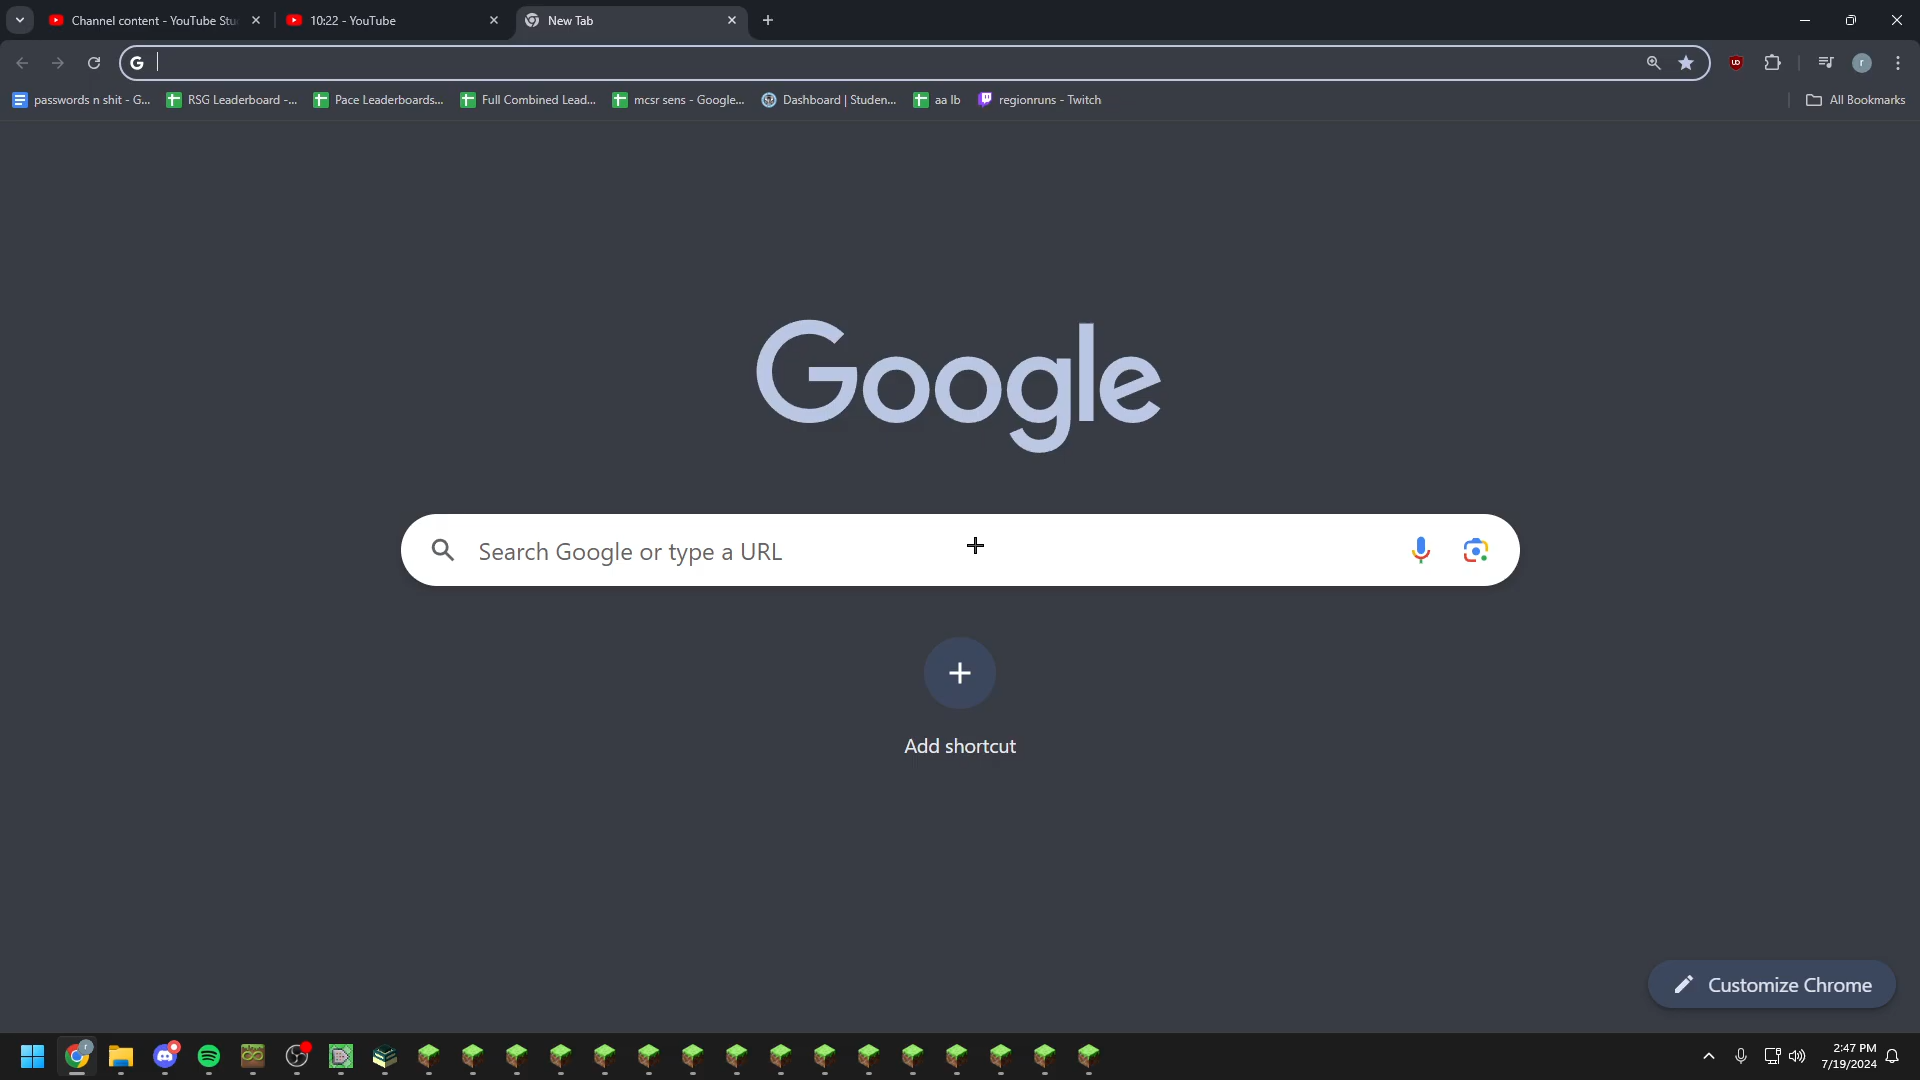 Channel content - YouTube Stu
10:22 - YouTube
New Tab
passwords n shit - G...
RSG Leaderboard -...
Pace Leaderboards...
Full Combined Lead...
mcsr sens - Google...
Dashboard | Studen...
aa lb
regionruns - Twitch
All Bookmarks
Google
Search Google or type a URL
Add shortcut
Customize Chrome
2:47 PM
7/19/2024